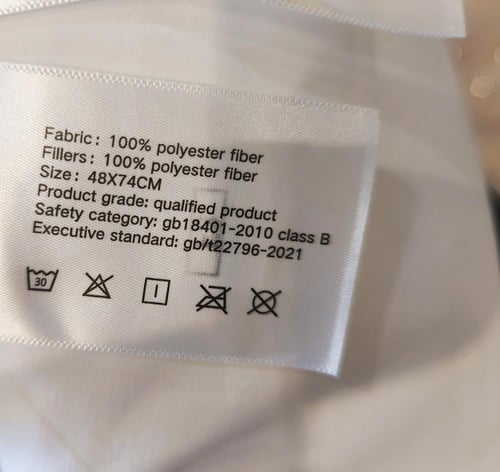 Fabric: 100% polyester fiber
Fillers: 100% polyester fiber
Size: 48X74CM
Product grade: qualified product
Safety category: gb18401-2010 class B
Executive standard: gb/t22796-2021
30